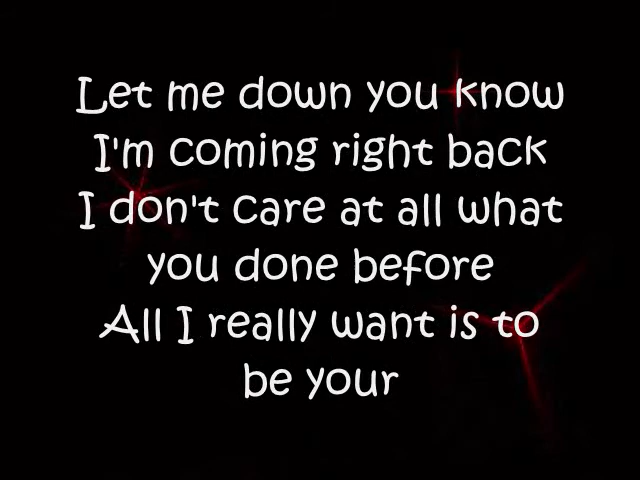 Let me down you know
I'm coming right back
I don't care at all what
you done before
All I really want is to
be your